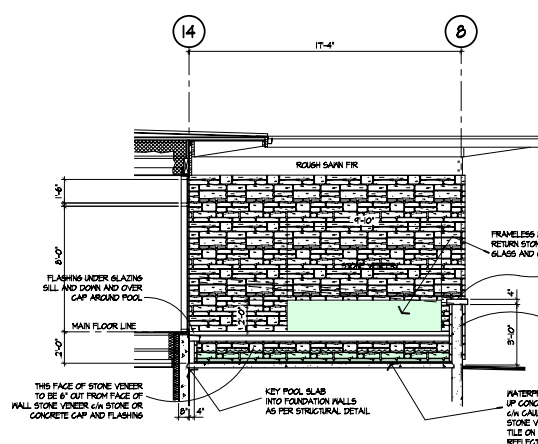 14
8
17'-4"
ROUGH SAWN FIR
1'-6"
9'-10"
FRAMELESS
RETURN STON
GLASS AND
8'-0"
FLASHING UNDER GLAZING
SILL AND DOWN AND OVER
CAP AROUND POOL
2'-0"
4"
MAIN FLOOR LINE
3'-10"
2'-0"
THIS FACE OF STONE VENEER
TO BE 6" OUT FROM FACE OF
WALL STONE VENEER c/w STONE OR
CONCRETE CAP AND FLASHING
KEY POOL SLAB
INTO FOUNDATION WALLS
AS PER STRUCTURAL DETAIL
WATERPR
UP CONC
c/w CAUL
STONE V
TILE ON
REFLECT
8"
4"